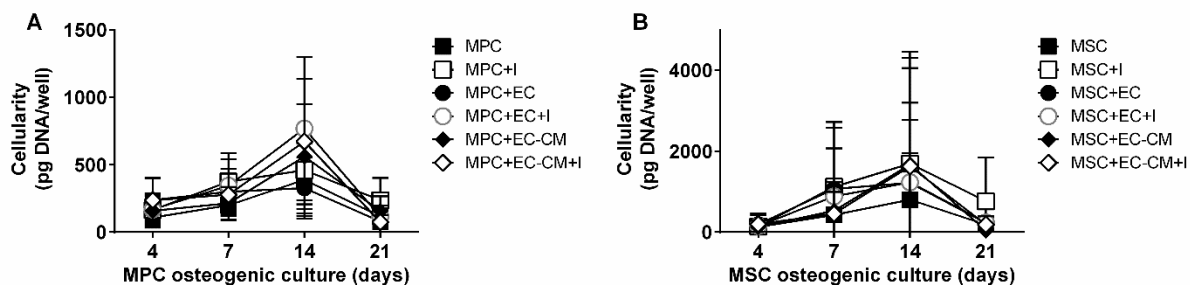 A
Cellularity
(pg DNA/well)
1500
1000
500
0
4 7 14 21
MPC osteogenic culture (days)
MPC
MPC+I
MPC+EC
MPC+EC+I
MPC+EC-CM
MPC+EC-CM+I
B
Cellularity
(pg DNA/well)
4000
2000
0
4 7 14 21
MSC osteogenic culture (days)
MSC
MSC+I
MSC+EC
MSC+EC+I
MSC+EC-CM
MSC+EC-CM+I